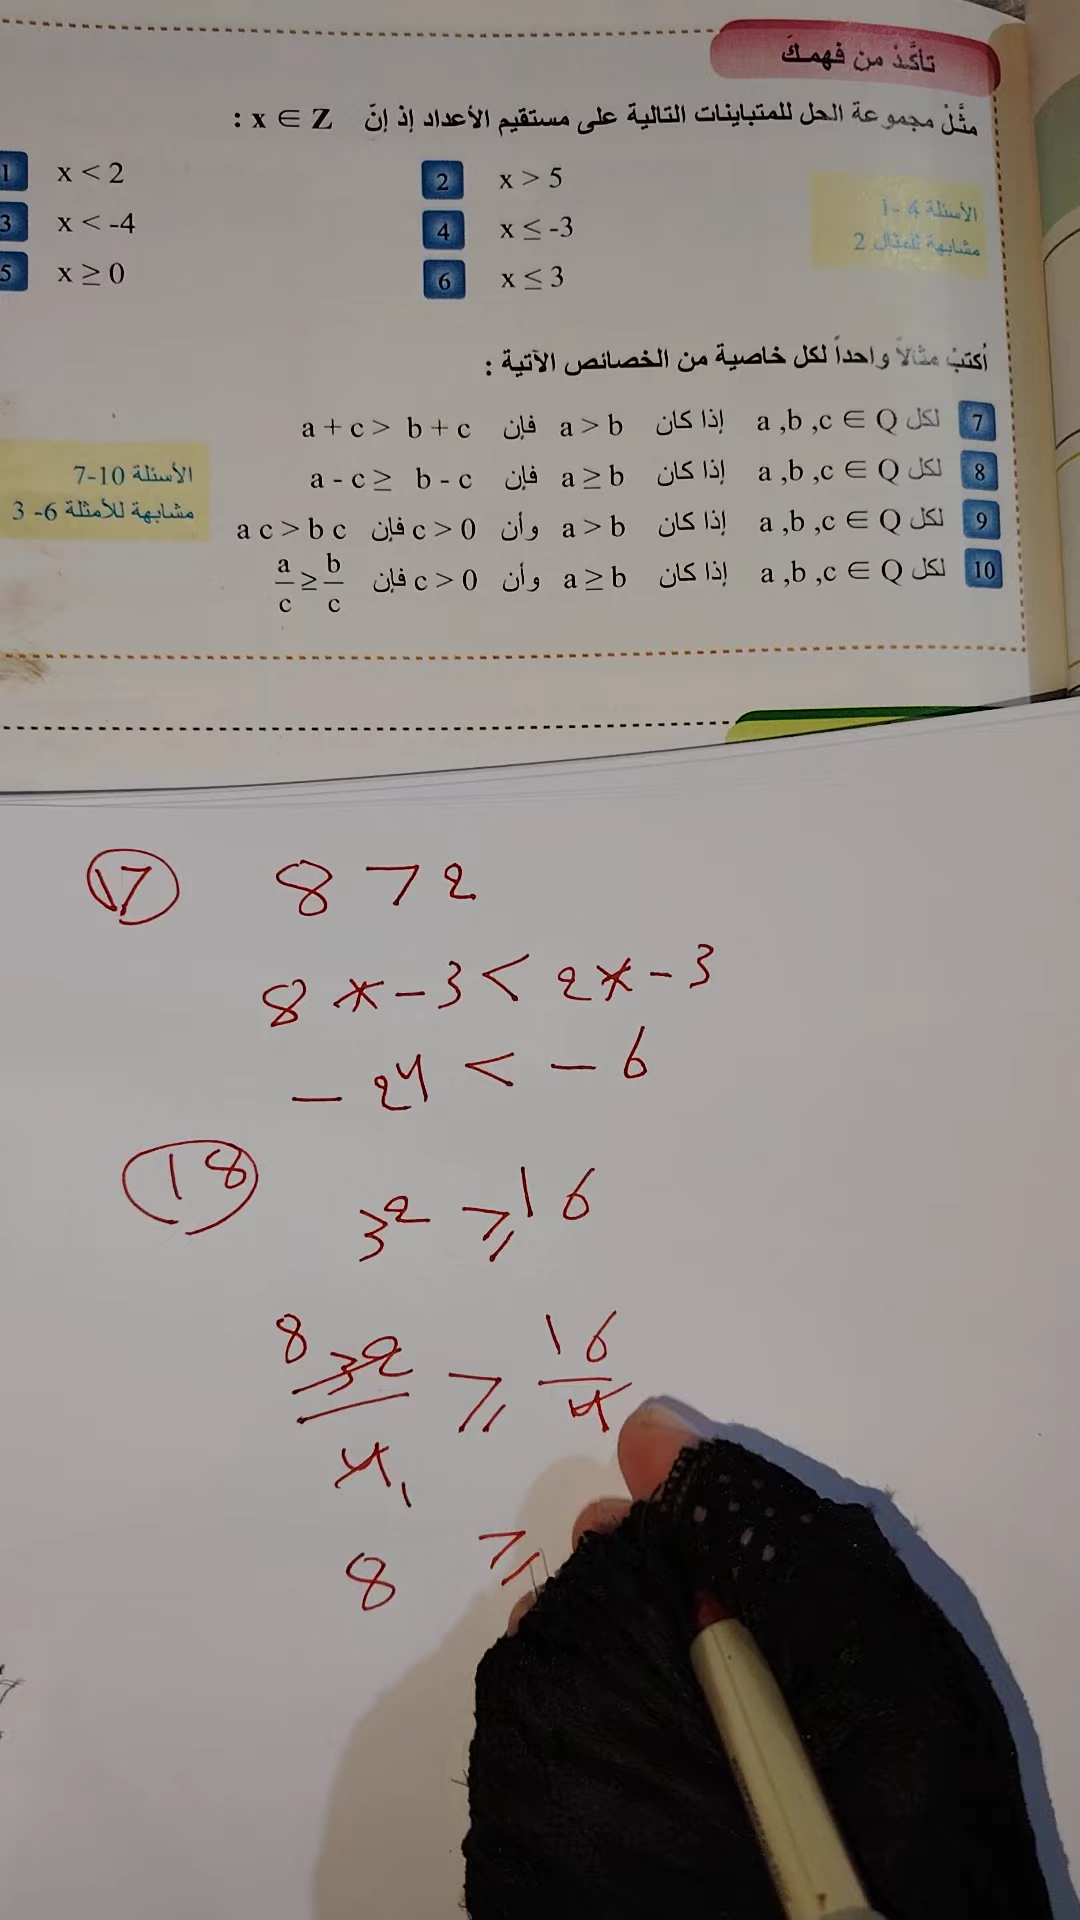 تأكَّدْ من فهمكَ
مثَّلْ مجموعة الحل للمتباينات التالية على مستقيم الأعداد إذ إنّ x ∈ Z :
1 x < 2 2 x > 5
3 x < -4 4 x ≤ -3
5 x ≥ 0 6 x ≤ 3
الأسئلة 4 -1
مشابهة للمثال 2
أكتبْ مثالاً واحداً لكل خاصية من الخصائص الآتية :
7 لكل a ,b ,c ∈ Q إذا كان a > b فإن a + c > b + c
8 لكل a ,b ,c ∈ Q إذا كان a ≥ b فإن a - c ≥ b - c
9 لكل a ,b ,c ∈ Q إذا كان a > b وأن c > 0 فإن a c > b c
10 لكل a ,b ,c ∈ Q إذا كان a ≥ b وأن c > 0 فإن a/c ≥ b/c
الأسئلة 10-7
مشابهة للأمثلة 6- 3
17 8 > 2
8 x - 3 < 2 x - 3
- 24 < - 6
18 32 ≥ 16
8 32/4 1 ≥ 16/4
8 ≥